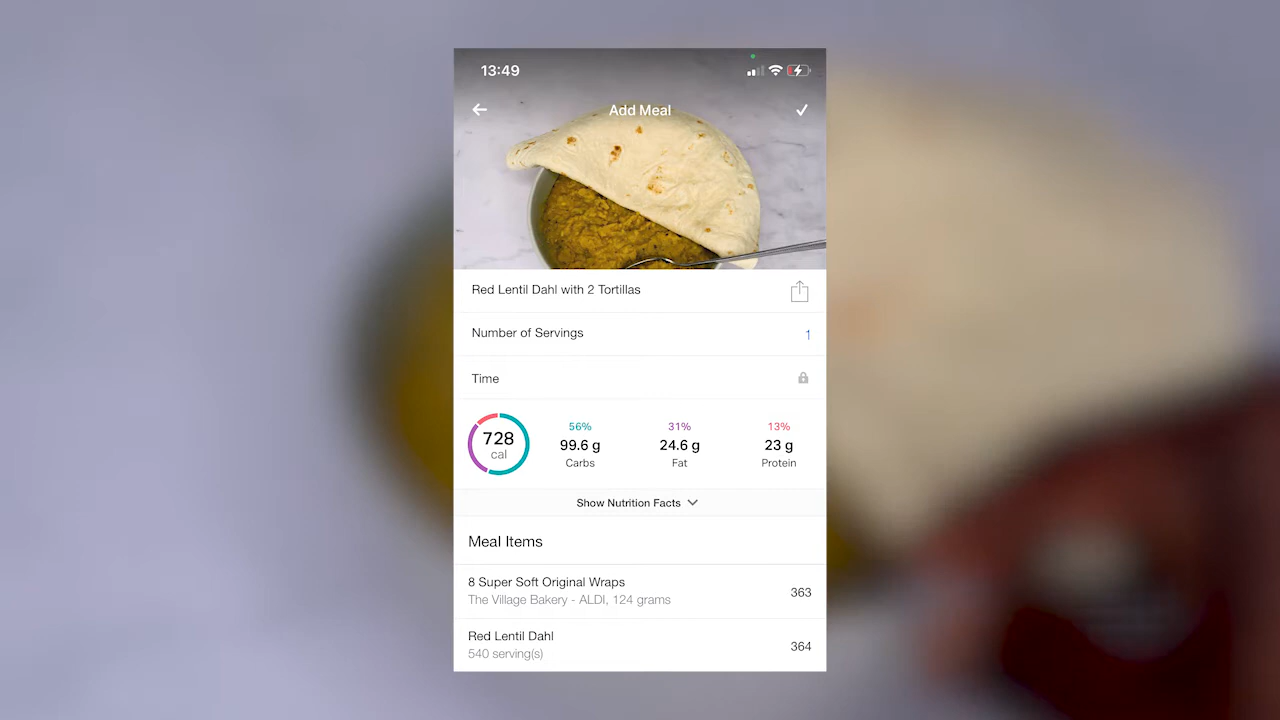 13:49
Add Meal
Red Lentil Dahl with 2 Tortillas
Number of Servings 1
Time
728 cal
56% 31% 13%
99.6 g 24.6 g 23 g
Carbs Fat Protein
Show Nutrition Facts
Meal Items
8 Super Soft Original Wraps 363
The Village Bakery - ALDI, 124 grams
Red Lentil Dahl 364
540 serving(s)